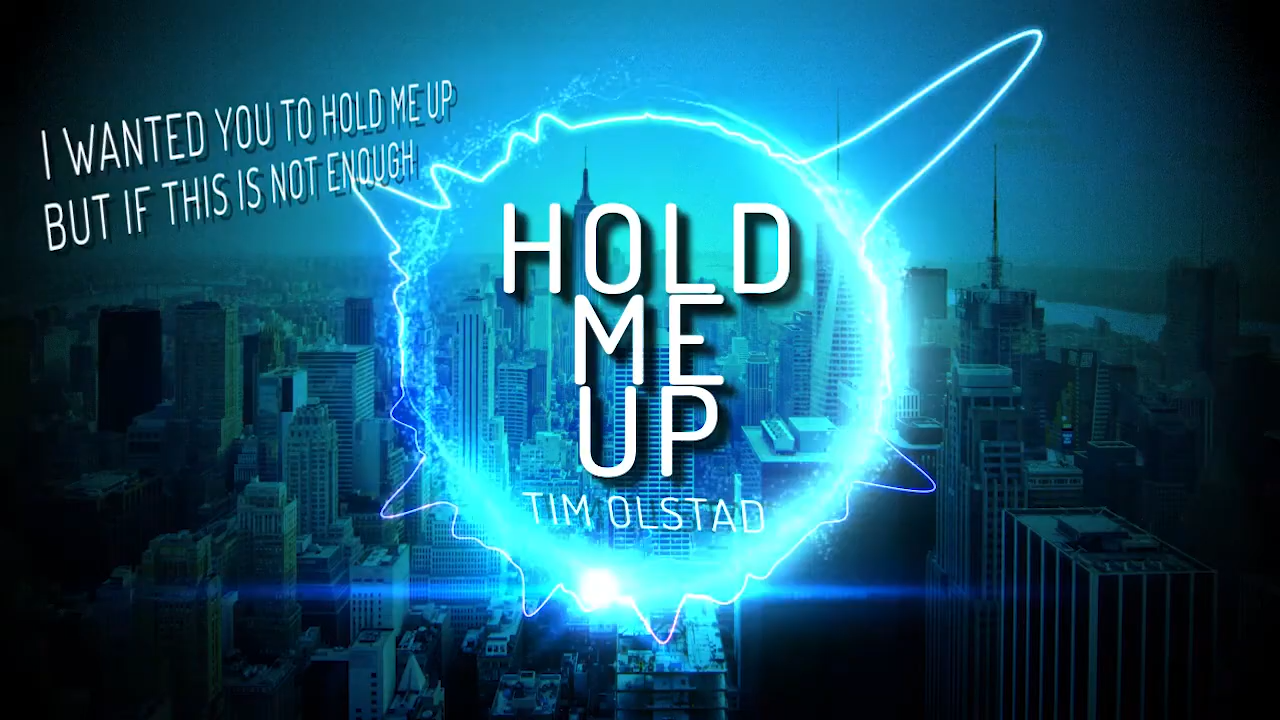 I WANTED YOU TO HOLD ME UP
BUT IF THIS IS NOT ENOUGH
HOLD
ME
UP
TIM OLSTAD